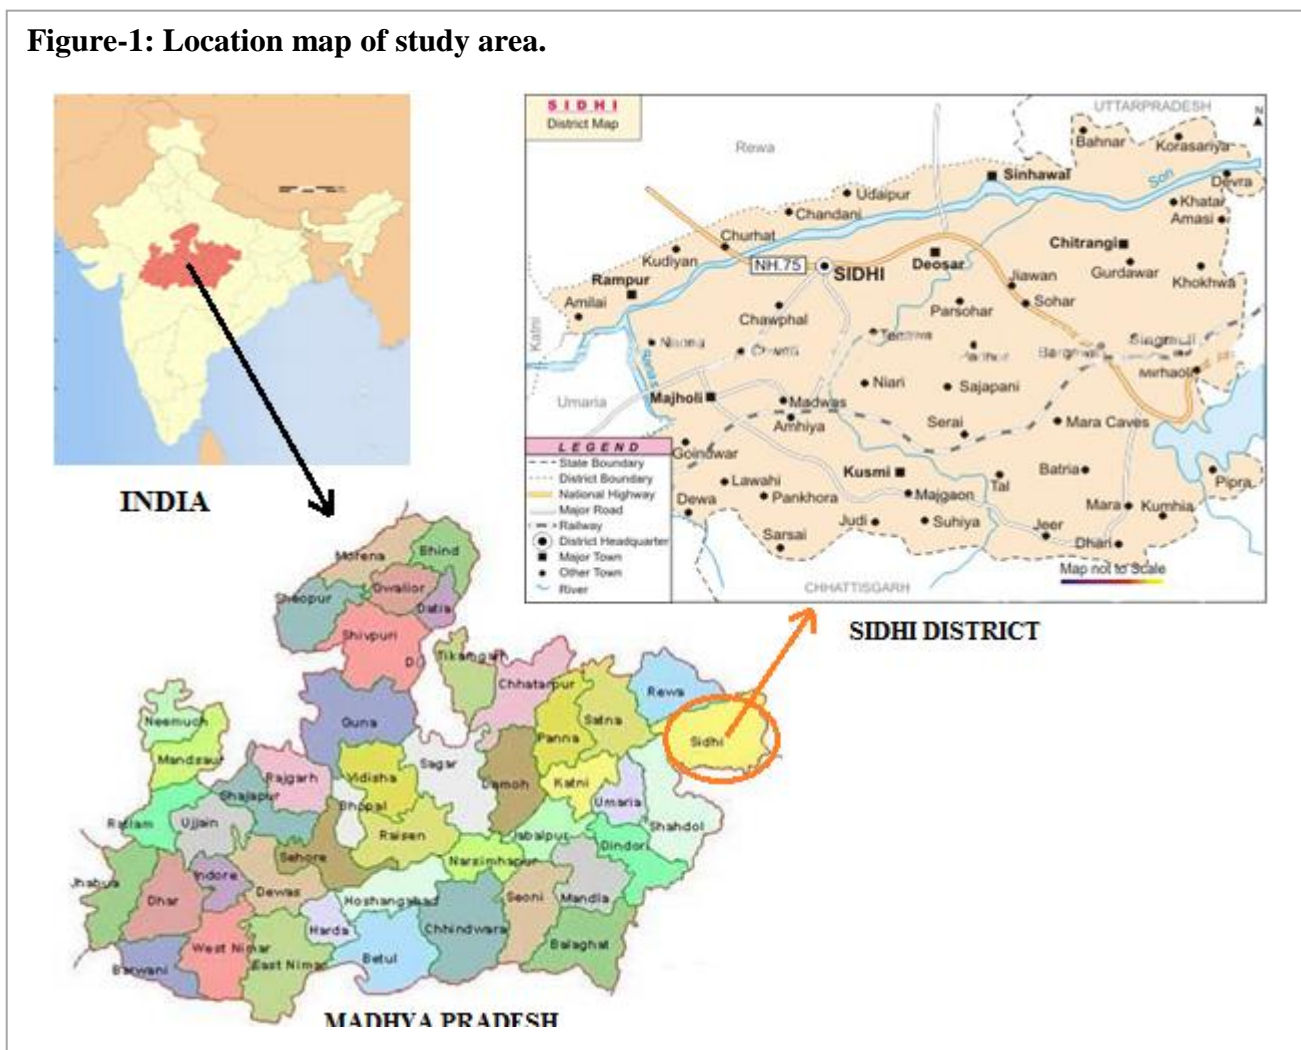 Figure-1: Location map of study area.
INDIA
SIDHI
District Map
UTTARPRADESH
N
Rewa
Bahnar
Korasariya
Sinhawal
Son
Devra
Udaipur
Khatar
Chandani
Amasi
Churhat
Chitrangi
Kudiyan
NH.75
SIDHI
Deosar
Gurdawar
Khokhwa
Rampur
Jiawan
Amilai
Sohar
Chawphal
Parsohar
Katni
Niari
Sajapani
Umaria
Majholi
Madwas
Amhiya
Serai
Mara Caves
Goindwar
Kusmi
Batria
Tal
Pipra
Lawahi
Dewa
Pankhora
Majgaon
Mara
Kumhia
Judi
Suhiya
Jeer
Sarsai
Dhari
LEGEND
State Boundary
District Boundary
National Highway
Major Road
Railway
District Headquarter
Major Town
Other Town
River
Map not to Scale
CHHATTISGARH
SIDHI DISTRICT
Morena
Bhind
Gwalior
Sheopur
Datia
Shivpuri
Tikamgarh
Chhatarpur
Rewa
Neemuch
Guna
Panna
Satna
Sidhi
Mandsaur
Rajgarh
Vidisha
Sagar
Damoh
Katni
Shajapur
Bhopal
Umaria
Ratlam
Ujjain
Raisen
Jabalpur
Shahdol
Sehore
Narsimhapur
Dindori
Jhabua
Indore
Dewas
Dhar
Hoshangabad
Seoni
Mandla
Harda
Chhindwara
West Nimar
East Nimar
Betul
Balaghat
Barwani
MADHYA PRADESH